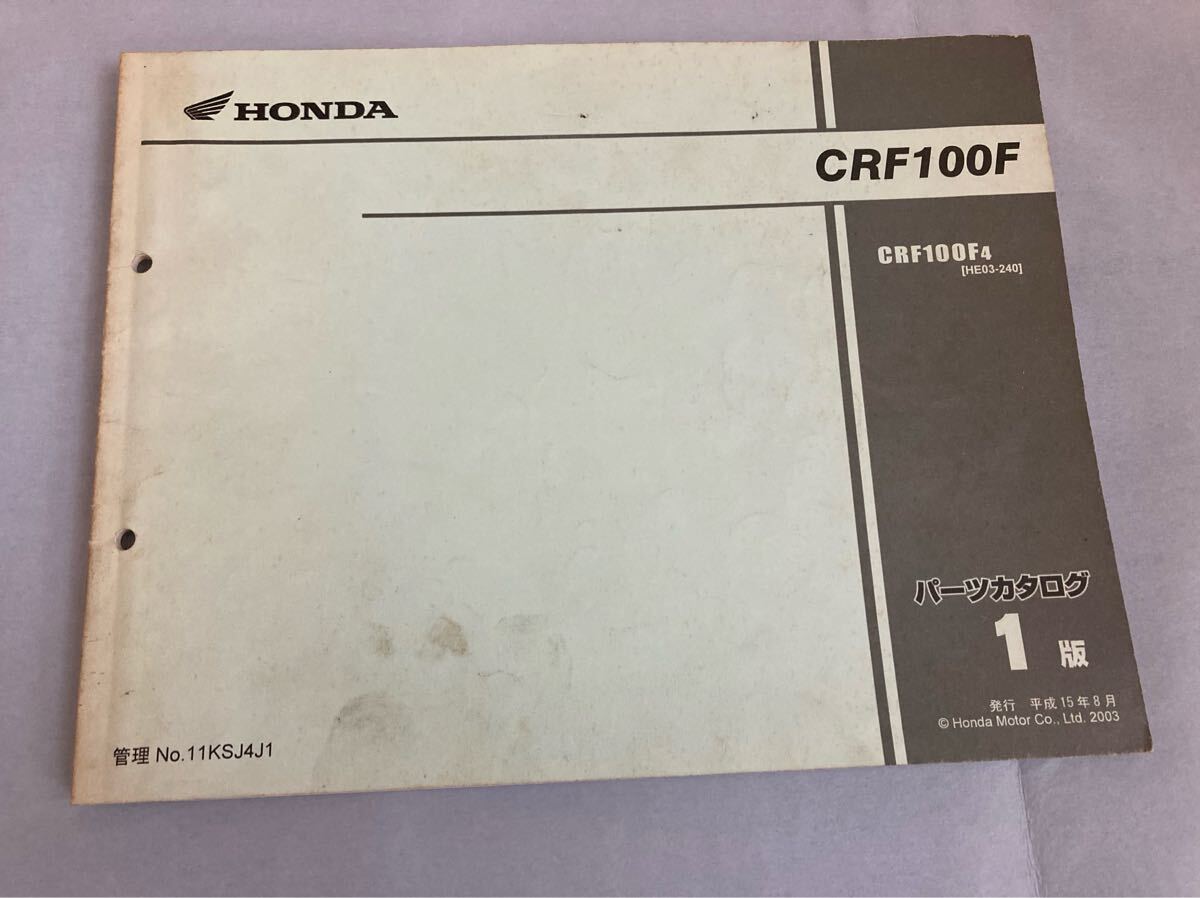 HONDA
CRF100F
CRF100F4
[HE03-240]
パーツカタログ
1 版
発行 平成15年8月
© Honda Motor Co., Ltd. 2003
管理 No.11KSJ4J1